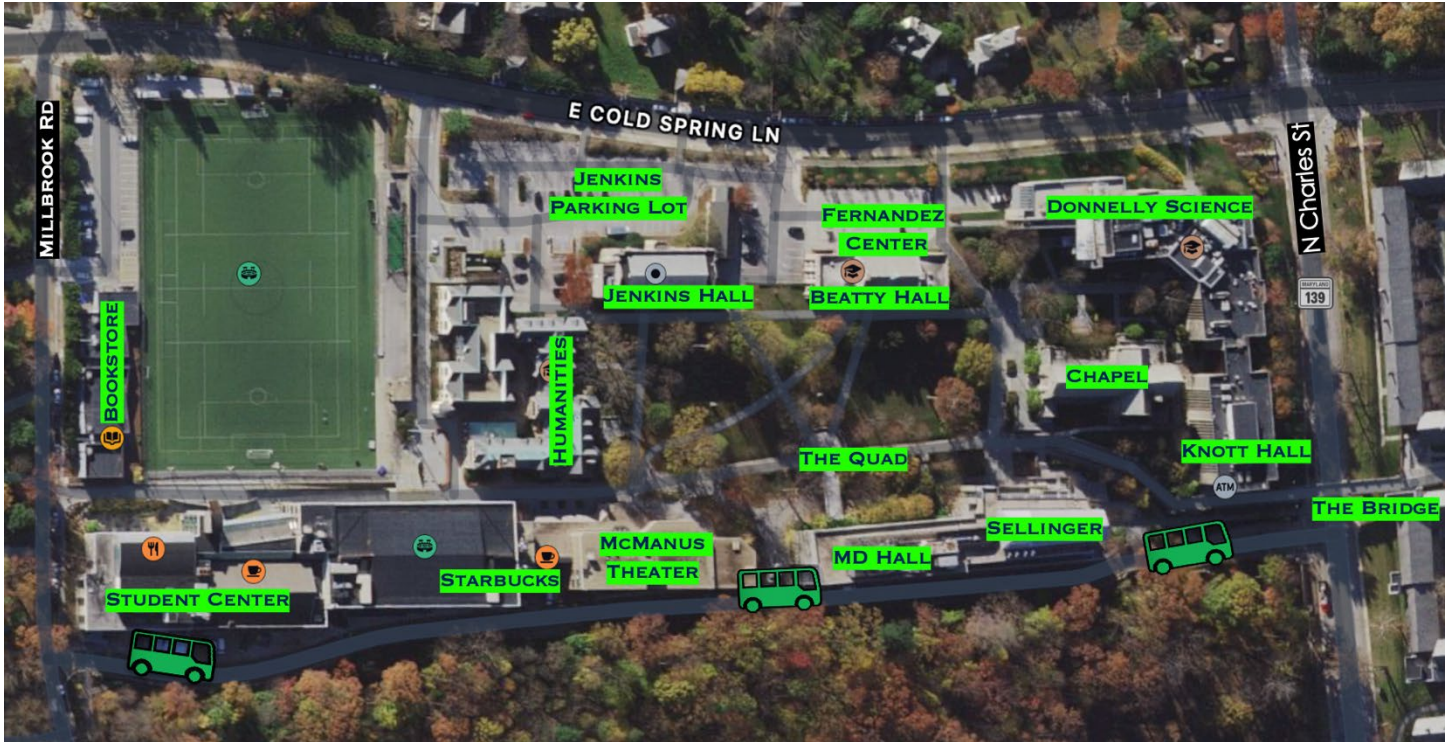 E COLD SPRING LN
MILLBROOK RD
N Charles St
JENKINS
PARKING LOT
FERNANDEZ
CENTER
DONNELLY SCIENCE
JENKINS HALL
BEATTY HALL
MARYLAND
139
BOOKSTORE
HUMANITIES
CHAPEL
THE QUAD
KNOTT HALL
ATM
THE BRIDGE
SELLINGER
MCMANUS
THEATER
MD HALL
STARBUCKS
STUDENT CENTER